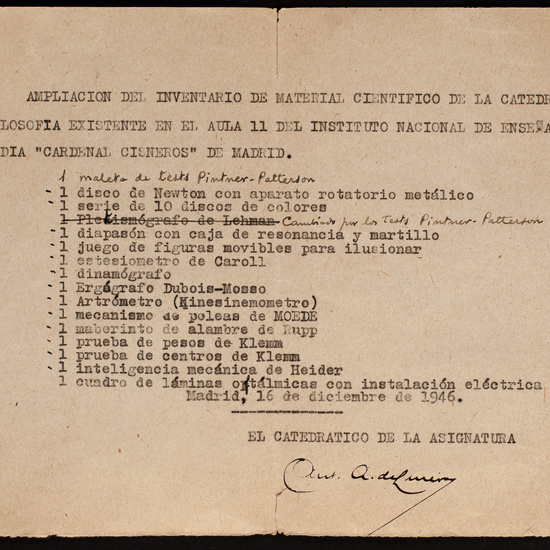 AMPLIACION DEL INVENTARIO DE MATERIAL CIENTIFICO DE LA CATEDR
LOSOFIA EXISTENTE EN EL AULA 11 DEL INSTITUTO NACIONAL DE ENSEÑA
DIA "CARDENAL CISNEROS" DE MADRID.
1 maleta de tests Pintner-Patterson
- 1 disco de Newton con aparato rotatorio metálico
- 1 serie de 10 discos de colores
1 Pletismógrafo de Lehman - Cambiado por los tests Pintner-Patterson
- 1 diapasón con caja de resonancia y martillo
- 1 juego de figuras movibles para ilusionar
- 1 estesiometro de Caroll
- 1 dinamógrafo
- 1 Ergógrafo Dubois-Mosso
- 1 Artrómetro (Kinesinemometro)
- 1 mecanismo de poleas de MOEDE
- 1 maberinto de alambre de Rupp
- 1 prueba de pesos de Klemm
- 1 prueba de centros de Klemm
- 1 inteligencia mecánica de Heider
- 1 cuadro de láminas oftálmicas con instalación eléctrica
Madrid, 16 de diciembre de 1946.
EL CATEDRATICO DE LA ASIGNATURA
Ant. A. de